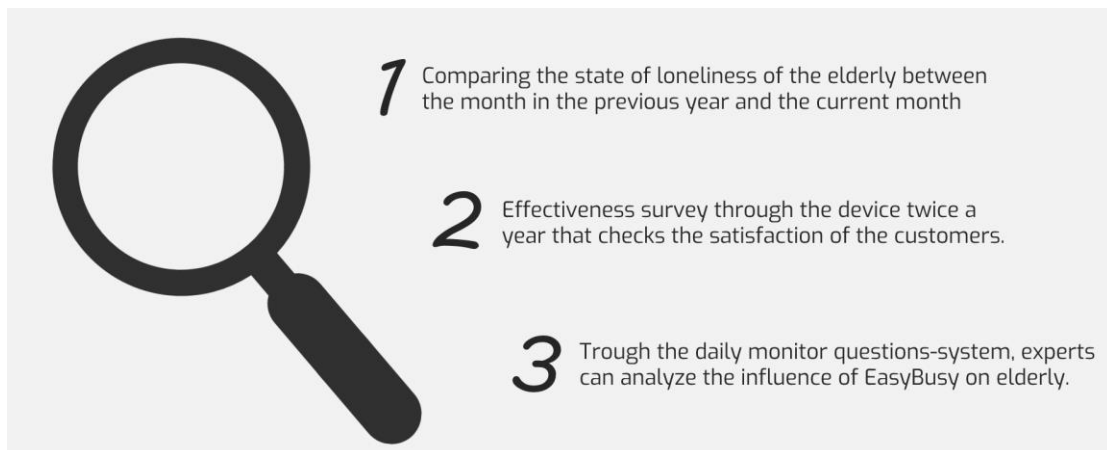 1 Comparing the state of loneliness of the elderly between
the month in the previous year and the current month
2 Effectiveness survey through the device twice a
year that checks the satisfaction of the customers.
3 Trough the daily monitor questions-system, experts
can analyze the influence of EasyBusy on elderly.